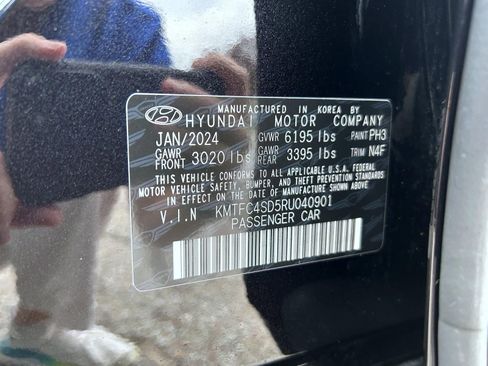 MANUFACTURED IN KOREA BY
HYUNDAI MOTOR COMPANY
JAN/2024 GVWR 6195 lbs PAINT PH3
GAWR FRONT 3020 lbs GAWR REAR 3395 lbs TRIM N4F
THIS VEHICLE CONFORMS TO ALL APPLICABLE U.S.A. FEDERAL
MOTOR VEHICLE SAFETY, BUMPER, AND THEFT PREVENTION STANDARDS
IN EFFECT ON THE DATE OF MANUFACTURE SHOWN ABOVE.
V.I.N KMTFC4SD5RU040901
PASSENGER CAR